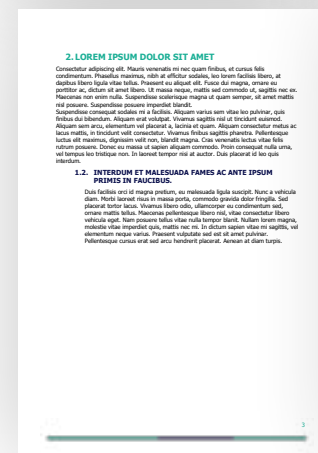 2. LOREM IPSUM DOLOR SIT AMET
Consectetur adipiscing elit. Mauris venenatis mi nec quam finibus, et cursus felis
condimentum. Phasellus maximus, nibh at efficitur sodales, leo lorem facilisis libero, at
dapibus libero ligula vitae tellus. Praesent eu aliquet elit. Fusce dui magna, ornare eu
porttitor ac, dictum sit amet libero. Ut massa neque, mattis sed commodo ut, sagittis nec ex.
Maecenas non enim nulla. Suspendisse scelerisque magna ut quam semper, sit amet mattis
nisl posuere. Suspendisse posuere imperdiet blandit.
Suspendisse consequat sodales mi a facilisis. Aliquam varius sem vitae leo pulvinar, quis
finibus dui bibendum. Aliquam erat volutpat. Vivamus sagittis nisl ut tincidunt euismod.
Aliquam sem arcu, elementum vel placerat a, lacinia et quam. Aliquam consectetur metus ac
lacus mattis, in tincidunt velit consectetur. Vivamus finibus sagittis pharetra. Pellentesque
luctus elit maximus, dignissim velit non, blandit magna. Cras venenatis lectus vitae felis
rutrum posuere. Donec eu massa ut sapien aliquam commodo. Proin consequat nulla urna,
vel tempus leo tristique non. In laoreet tempor nisi at auctor. Duis placerat id leo quis
interdum.
1.2. INTERDUM ET MALESUADA FAMES AC ANTE IPSUM
PRIMIS IN FAUCIBUS.
Duis facilisis orci id magna pretium, eu malesuada ligula suscipit. Nunc a vehicula
diam. Morbi laoreet risus in massa porta, commodo gravida dolor fringilla. Sed
placerat tortor lacus. Vivamus libero odio, ullamcorper eu condimentum sed,
ornare mattis tellus. Maecenas pellentesque libero nisl, vitae consectetur libero
vehicula eget. Nam posuere tellus vitae nulla tempor blandit. Nullam lorem magna,
molestie vitae imperdiet quis, mattis nec mi. In dictum sapien vitae mi sagittis, vel
elementum neque varius. Praesent vulputate sed est sit amet pulvinar.
Pellentesque cursus erat sed arcu hendrerit placerat. Aenean at diam turpis.
3